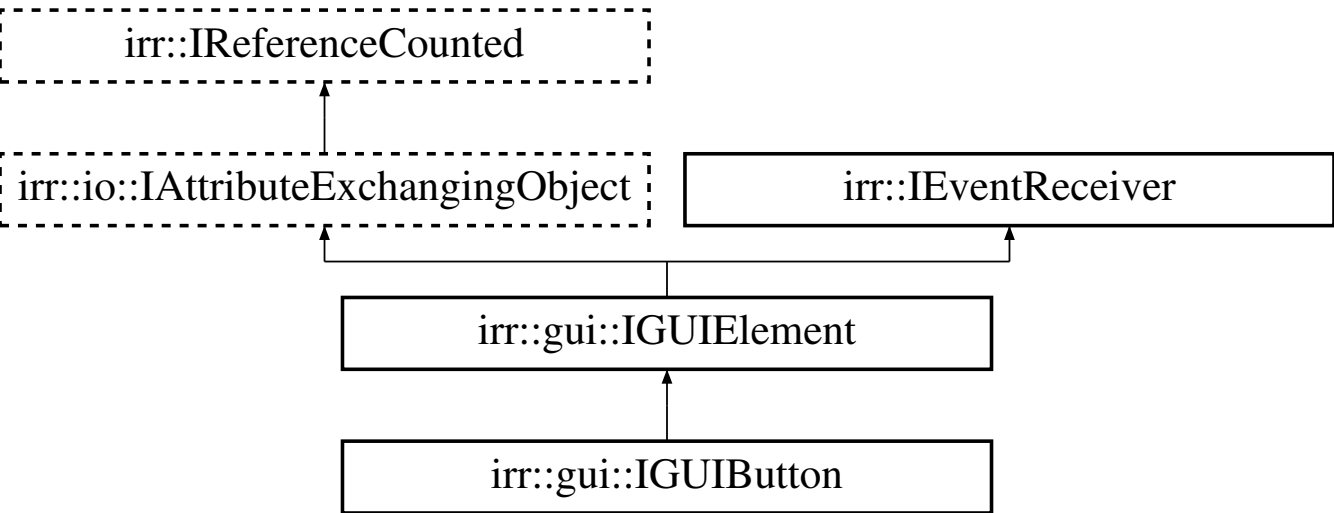 irr::IReferenceCounted
irr::io::IAttributeExchangingObject
irr::IEventReceiver
irr::gui::IGUIElement
irr::gui::IGUIButton